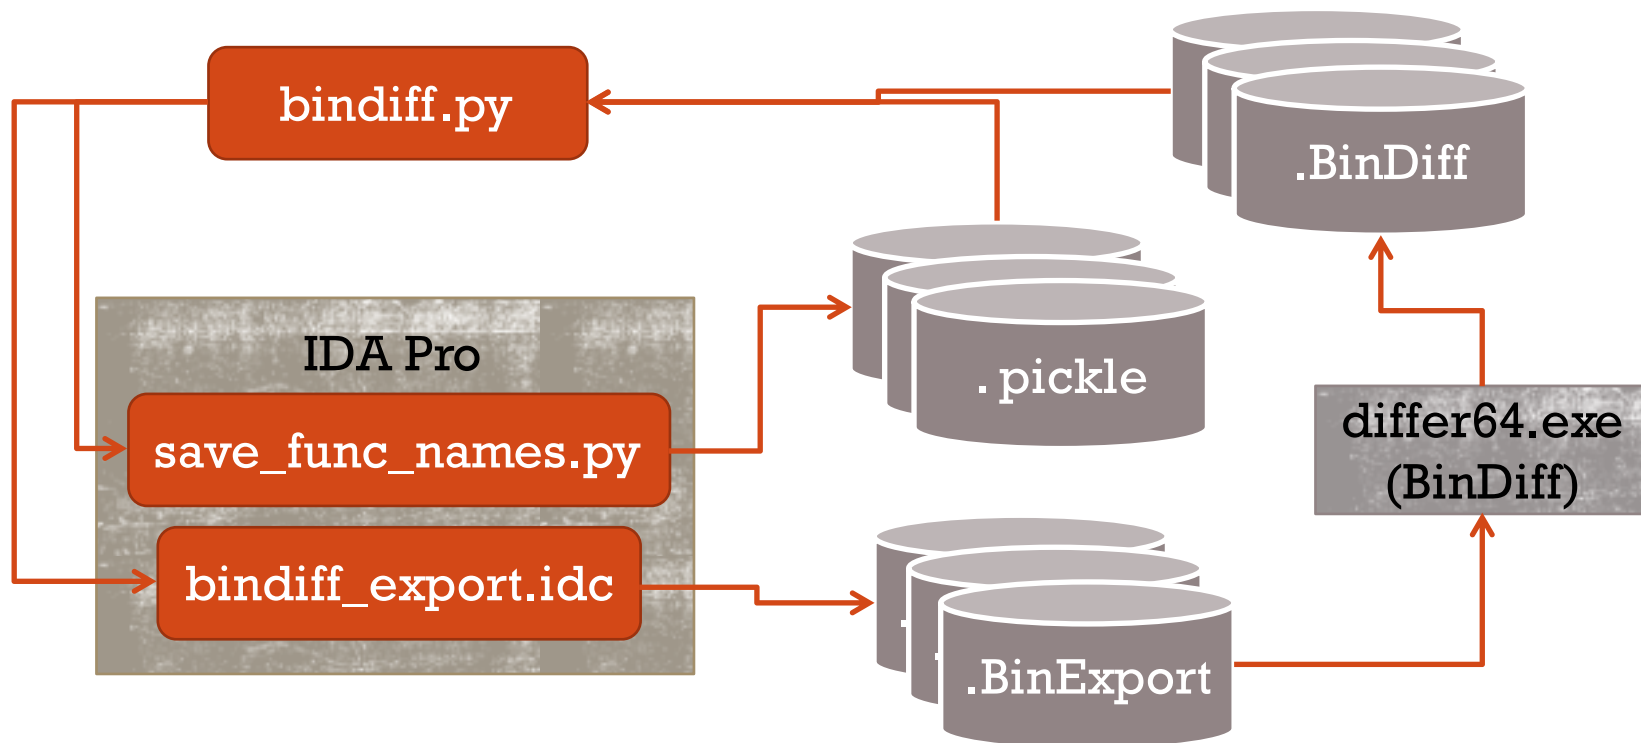 bindiff.py
.BinDiff
IDA Pro
. pickle
save_func_names.py
differ64.exe
(BinDiff)
bindiff_export.idc
.BinExport